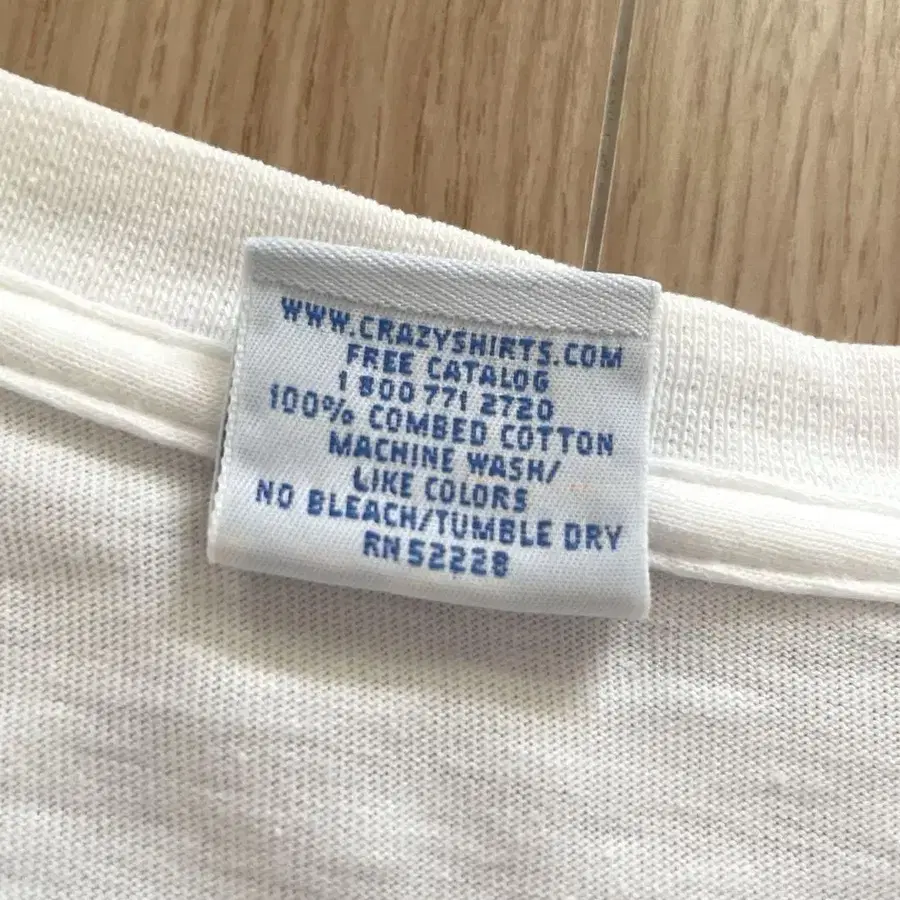 WWW.CRAZYSHIRTS.COM
FREE CATALOG
1 800 771 2720
100% COMBED COTTON
MACHINE WASH/
LIKE COLORS
NO BLEACH/TUMBLE DRY
RN 52228